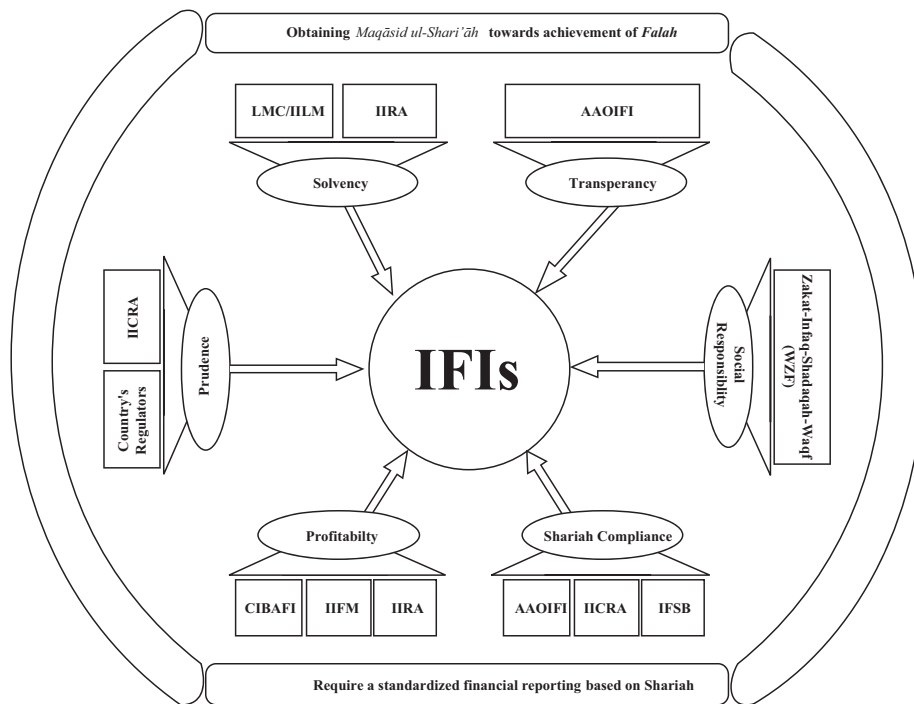 Obtaining Maqāsid ul-Shari'āh towards achievement of Falah
LMC/IILM
IIRA
AAOIFI
Solvency
Transperancy
IICRA
Country's
Regulators
Prudence
IFIs
Social
Responsiblity
Zakat-Infaq-Shadaqah-Waqf
(WZF)
Profitabilty
Shariah Compliance
CIBAFI
IIFM
IIRA
AAOIFI
IICRA
IFSB
Require a standardized financial reporting based on Shariah